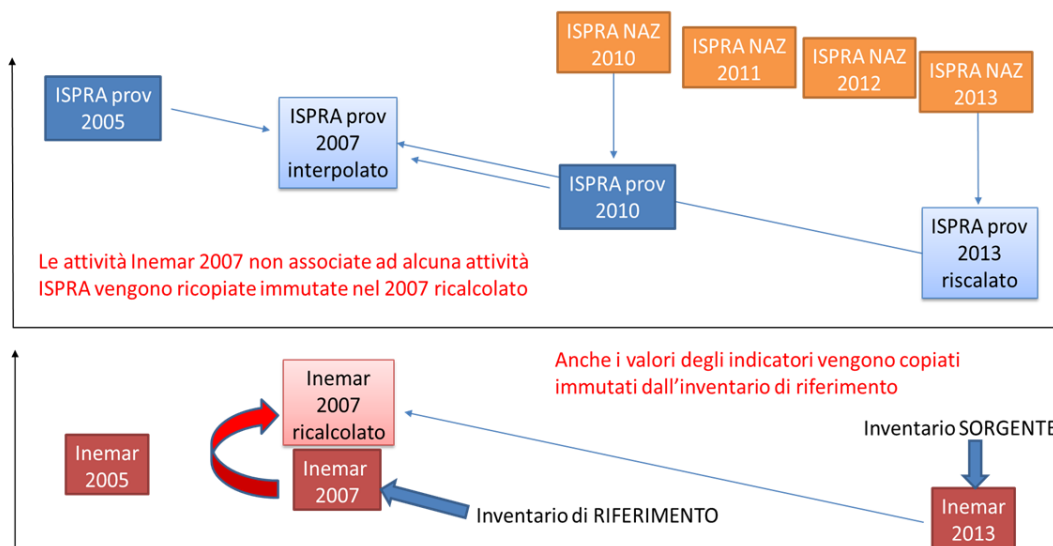 ISPRA NAZ
2010
ISPRA NAZ
2011
ISPRA NAZ
2012
ISPRA NAZ
2013
ISPRA prov
2005
ISPRA prov
2007
interpolato
ISPRA prov
2010
ISPRA prov
2013
riscalato
Le attività Inemar 2007 non associate ad alcuna attività
ISPRA vengono ricopiate immutate nel 2007 ricalcolato
Anche i valori degli indicatori vengono copiati
immutati dall'inventario di riferimento
Inemar
2007
ricalcolato
Inventario SORGENTE
Inemar
2005
Inemar
2007
Inventario di RIFERIMENTO
Inemar
2013